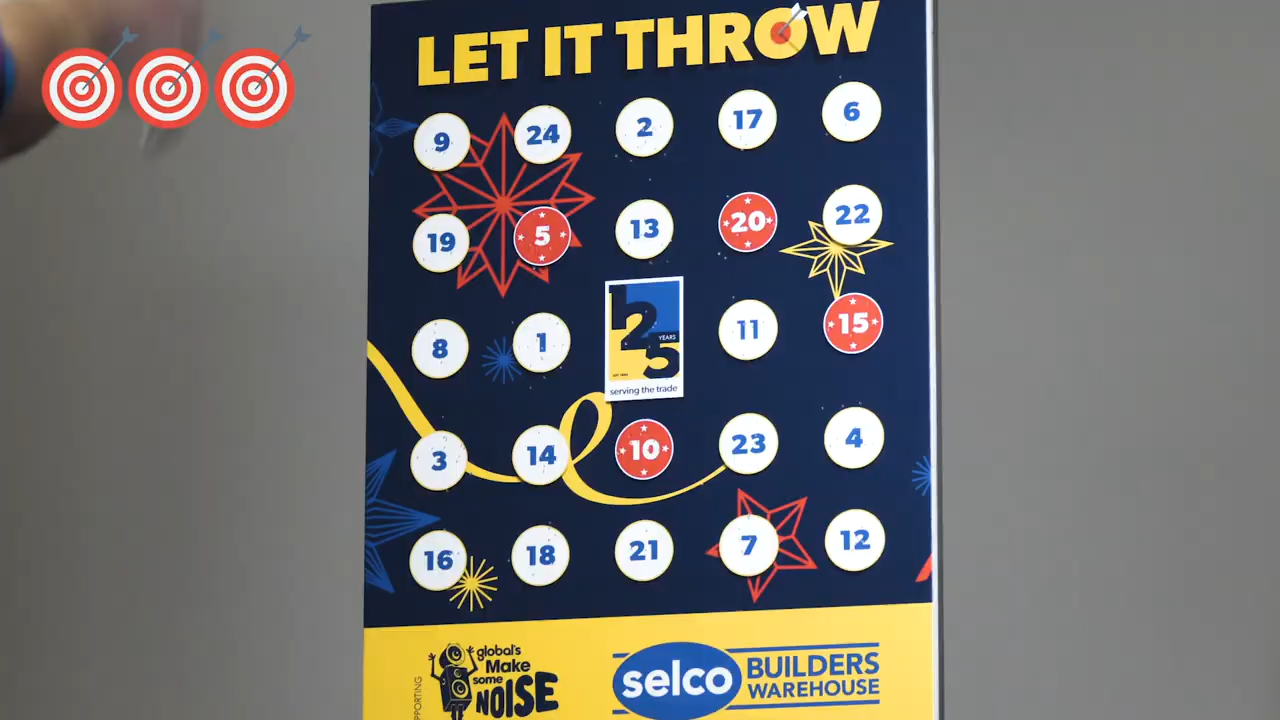 LET IT THROW
9 24 2 17 6
19 5 13 20 22
8 1 11 15
125
YEARS
serving the trade
3 14 10 23 4
16 18 21 7 12
global's
Make
some
NOISE
selco BUILDERS
WAREHOUSE